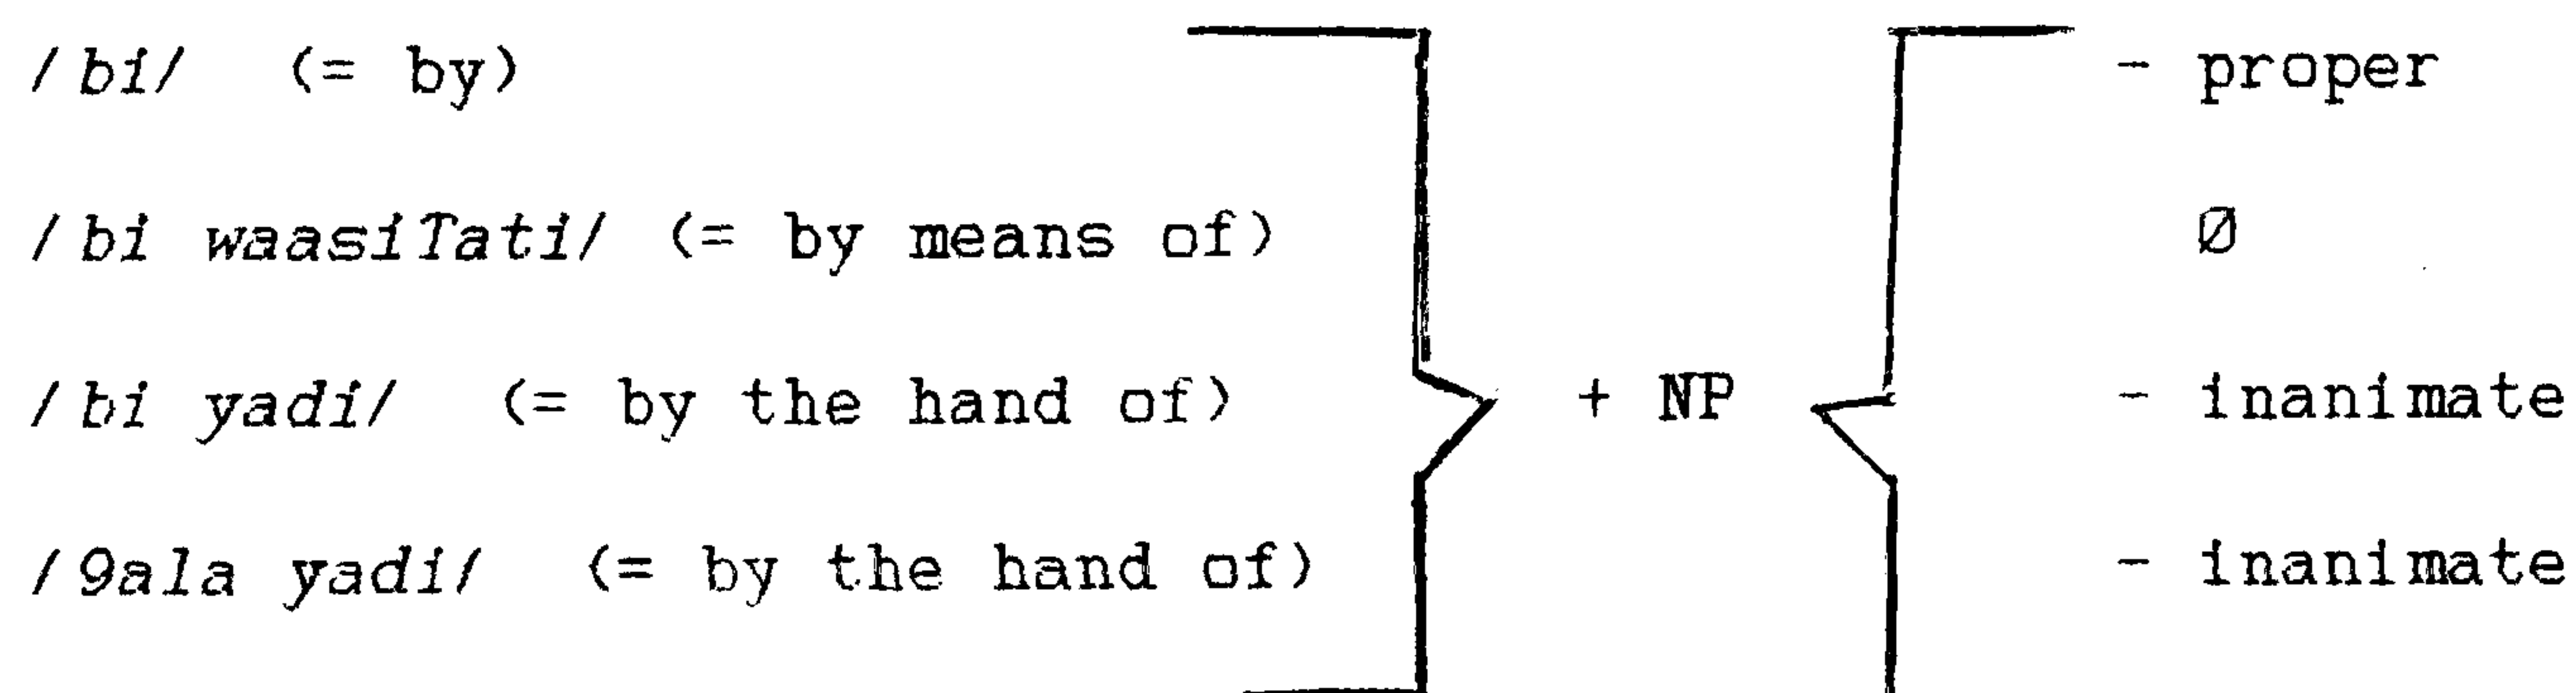 /bi/ (= by) - proper
/bi waasiTati/ (= by means of) Ø
/bi yadi/ (= by the hand of) + NP - inanimate
/9ala yadi/ (= by the hand of) - inanimate